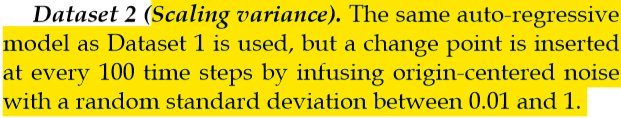 Dataset 2 (Scaling variance). The same auto-regressive
model as Dataset 1 is used, but a change point is inserted
at every 100 time steps by infusing origin-centered noise
with a random standard deviation between 0.01 and 1.